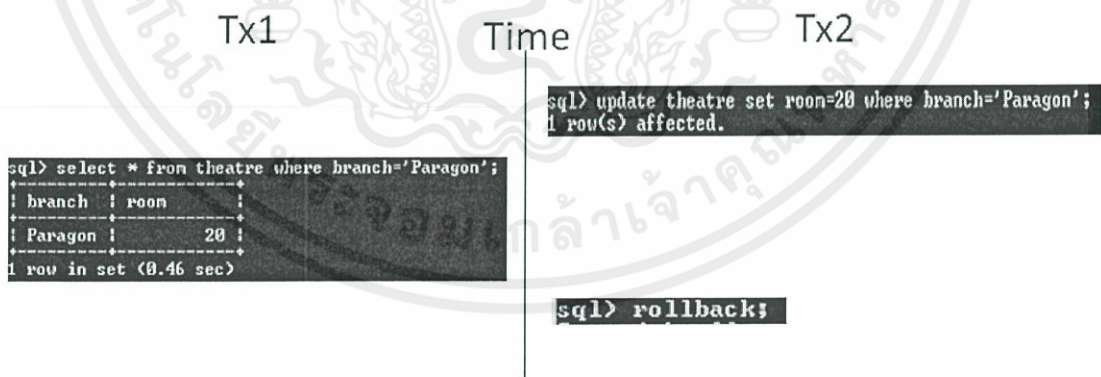 Tx1
Time
Tx2
sql> update theatre set room=20 where branch='Paragon';
1 row(s) affected.
sql> select * from theatre where branch='Paragon';
+---------+-----------+
| branch | room |
+---------+-----------+
| Paragon | 20 |
+---------+-----------+
1 row in set (0.46 sec)
sql> rollback;